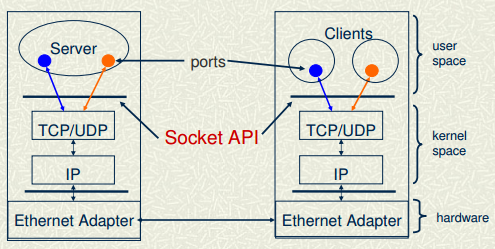 Server
Clients
ports
user
space
Socket API
TCP/UDP
TCP/UDP
kernel
space
IP
IP
Ethernet Adapter
Ethernet Adapter
hardware